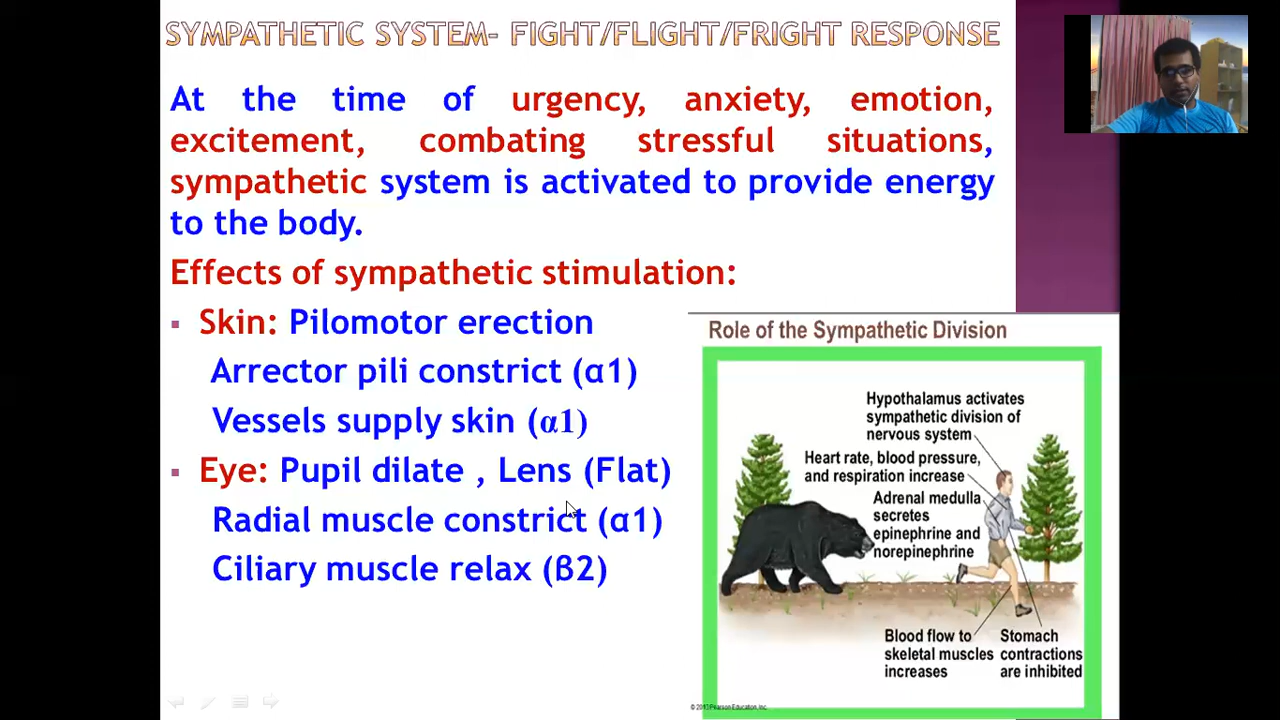 SYMPATHETIC SYSTEM- FIGHT/FLIGHT/FRIGHT RESPONSE
At the time of urgency, anxiety, emotion,
excitement, combating stressful situations,
sympathetic system is activated to provide energy
to the body.
Effects of sympathetic stimulation:
▪ Skin: Pilomotor erection
Arrector pili constrict (α1)
Vessels supply skin (α1)
▪ Eye: Pupil dilate , Lens (Flat)
Radial muscle constrict (α1)
Ciliary muscle relax (β2)
Role of the Sympathetic Division
Hypothalamus activates
sympathetic division of
nervous system
Heart rate, blood pressure,
and respiration increase
Adrenal medulla
secretes
epinephrine and
norepinephrine
Blood flow to
skeletal muscles
increases
Stomach
contractions
are inhibited
© 2013 Pearson Education, Inc.